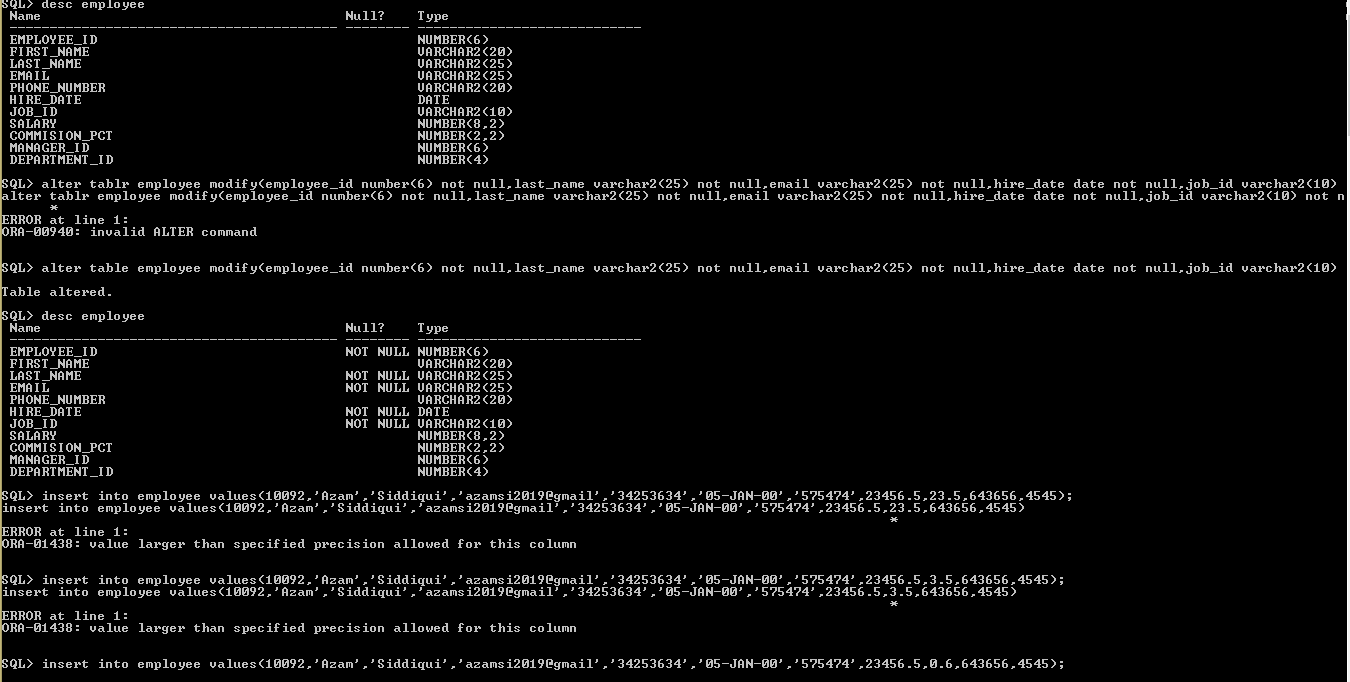 SQL> desc employee
 Name                                      Null?    Type
 ----------------------------------------- -------- ----------------------------
 EMPLOYEE_ID                                        NUMBER(6)
 FIRST_NAME                                         VARCHAR2(20)
 LAST_NAME                                          VARCHAR2(25)
 EMAIL                                              VARCHAR2(25)
 PHONE_NUMBER                                       VARCHAR2(20)
 HIRE_DATE                                          DATE
 JOB_ID                                             VARCHAR2(10)
 SALARY                                             NUMBER(8,2)
 COMMISION_PCT                                      NUMBER(2,2)
 MANAGER_ID                                         NUMBER(6)
 DEPARTMENT_ID                                      NUMBER(4)
SQL> alter tablr employee modify(employee_id number(6) not null,last_name varchar2(25) not null,email varchar2(25) not null,hire_date date not null,job_id varchar2(10)
alter tablr employee modify(employee_id number(6) not null,last_name varchar2(25) not null,email varchar2(25) not null,hire_date date not null,job_id varchar2(10) not n
      *
ERROR at line 1:
ORA-00940: invalid ALTER command
SQL> alter table employee modify(employee_id number(6) not null,last_name varchar2(25) not null,email varchar2(25) not null,hire_date date not null,job_id varchar2(10)
Table altered.
SQL> desc employee
 Name                                      Null?    Type
 ----------------------------------------- -------- ----------------------------
 EMPLOYEE_ID                               NOT NULL NUMBER(6)
 FIRST_NAME                                         VARCHAR2(20)
 LAST_NAME                                 NOT NULL VARCHAR2(25)
 EMAIL                                     NOT NULL VARCHAR2(25)
 PHONE_NUMBER                                       VARCHAR2(20)
 HIRE_DATE                                 NOT NULL DATE
 JOB_ID                                    NOT NULL VARCHAR2(10)
 SALARY                                             NUMBER(8,2)
 COMMISION_PCT                                      NUMBER(2,2)
 MANAGER_ID                                         NUMBER(6)
 DEPARTMENT_ID                                      NUMBER(4)
SQL> insert into employee values(10092,'Azam','Siddiqui','azamsi2019@gmail','34253634','05-JAN-00','575474',23456.5,23.5,643656,4545);
insert into employee values(10092,'Azam','Siddiqui','azamsi2019@gmail','34253634','05-JAN-00','575474',23456.5,23.5,643656,4545)
                                                                                                               *
ERROR at line 1:
ORA-01438: value larger than specified precision allowed for this column
SQL> insert into employee values(10092,'Azam','Siddiqui','azamsi2019@gmail','34253634','05-JAN-00','575474',23456.5,3.5,643656,4545);
insert into employee values(10092,'Azam','Siddiqui','azamsi2019@gmail','34253634','05-JAN-00','575474',23456.5,3.5,643656,4545)
                                                                                                               *
ERROR at line 1:
ORA-01438: value larger than specified precision allowed for this column
SQL> insert into employee values(10092,'Azam','Siddiqui','azamsi2019@gmail','34253634','05-JAN-00','575474',23456.5,0.6,643656,4545);